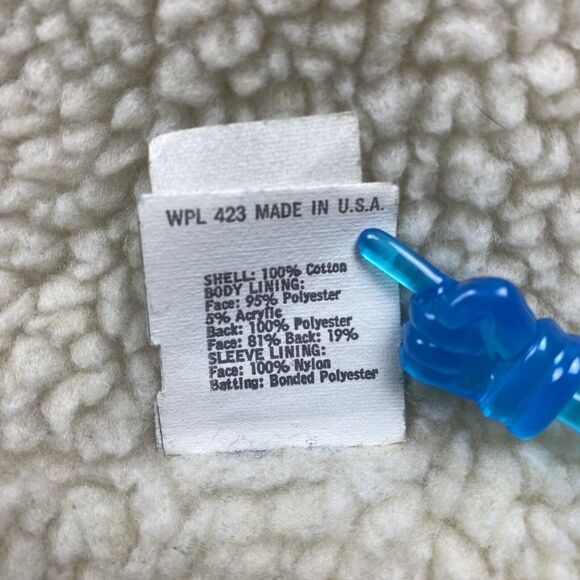 WPL 423 MADE IN U.S.A.
SHELL: 100% Cotton
BODY LINING:
Face: 95% Polyester
5% Acrylic
Back: 100% Polyester
Face: 81% Back: 19%
SLEEVE LINING:
Face: 100% Nylon
Batting: Bonded Polyester